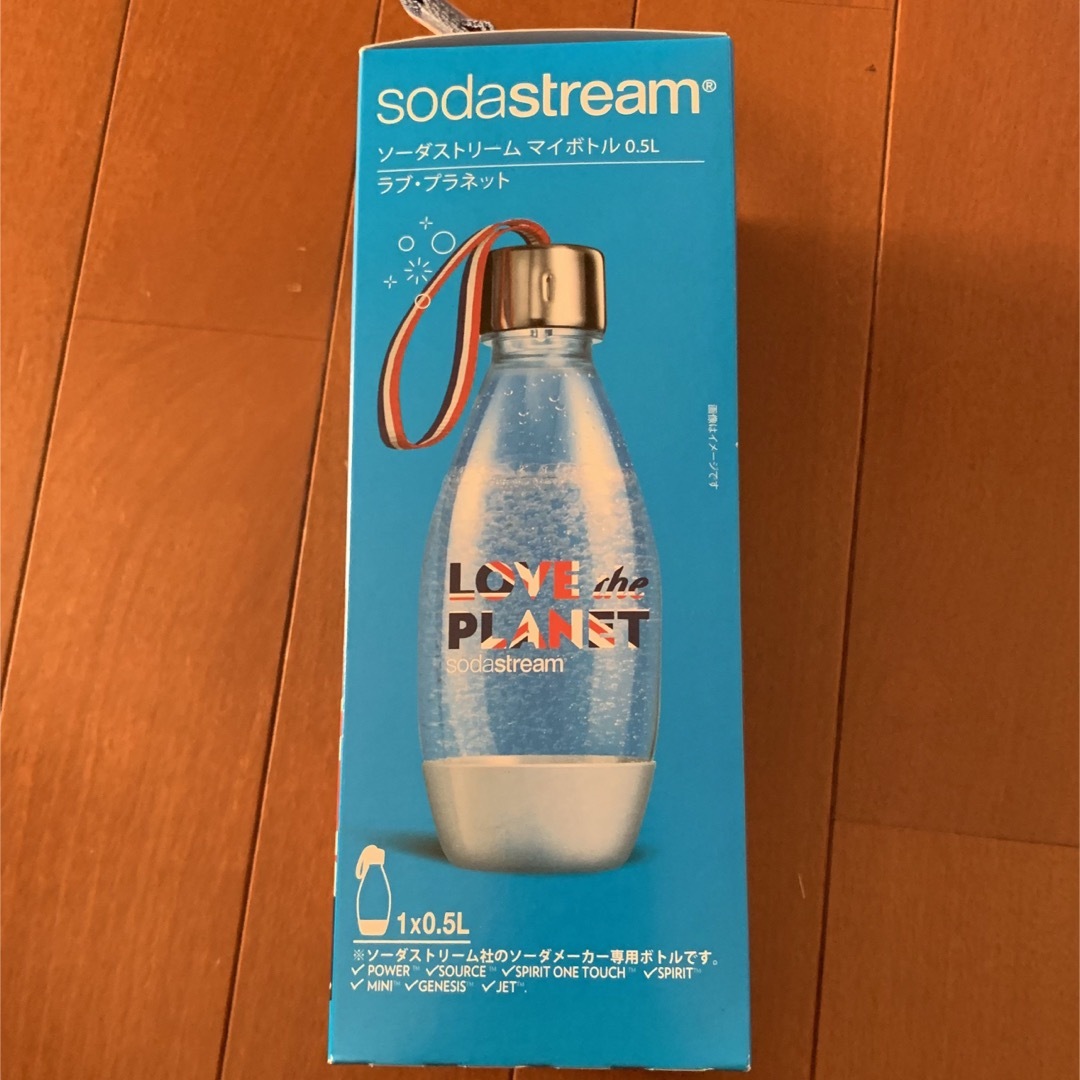 sodastream®
ソーダストリーム マイボトル 0.5L
ラブ・プラネット
画像はイメージです
LOVE the
PLANET
sodastream
1x0.5L
※ソーダストリーム社のソーダメーカー専用ボトルです。
✓POWER™ ✓SOURCE™ ✓SPIRIT ONE TOUCH™ ✓SPIRIT™
✓MINI™ ✓GENESIS™ ✓JET™.